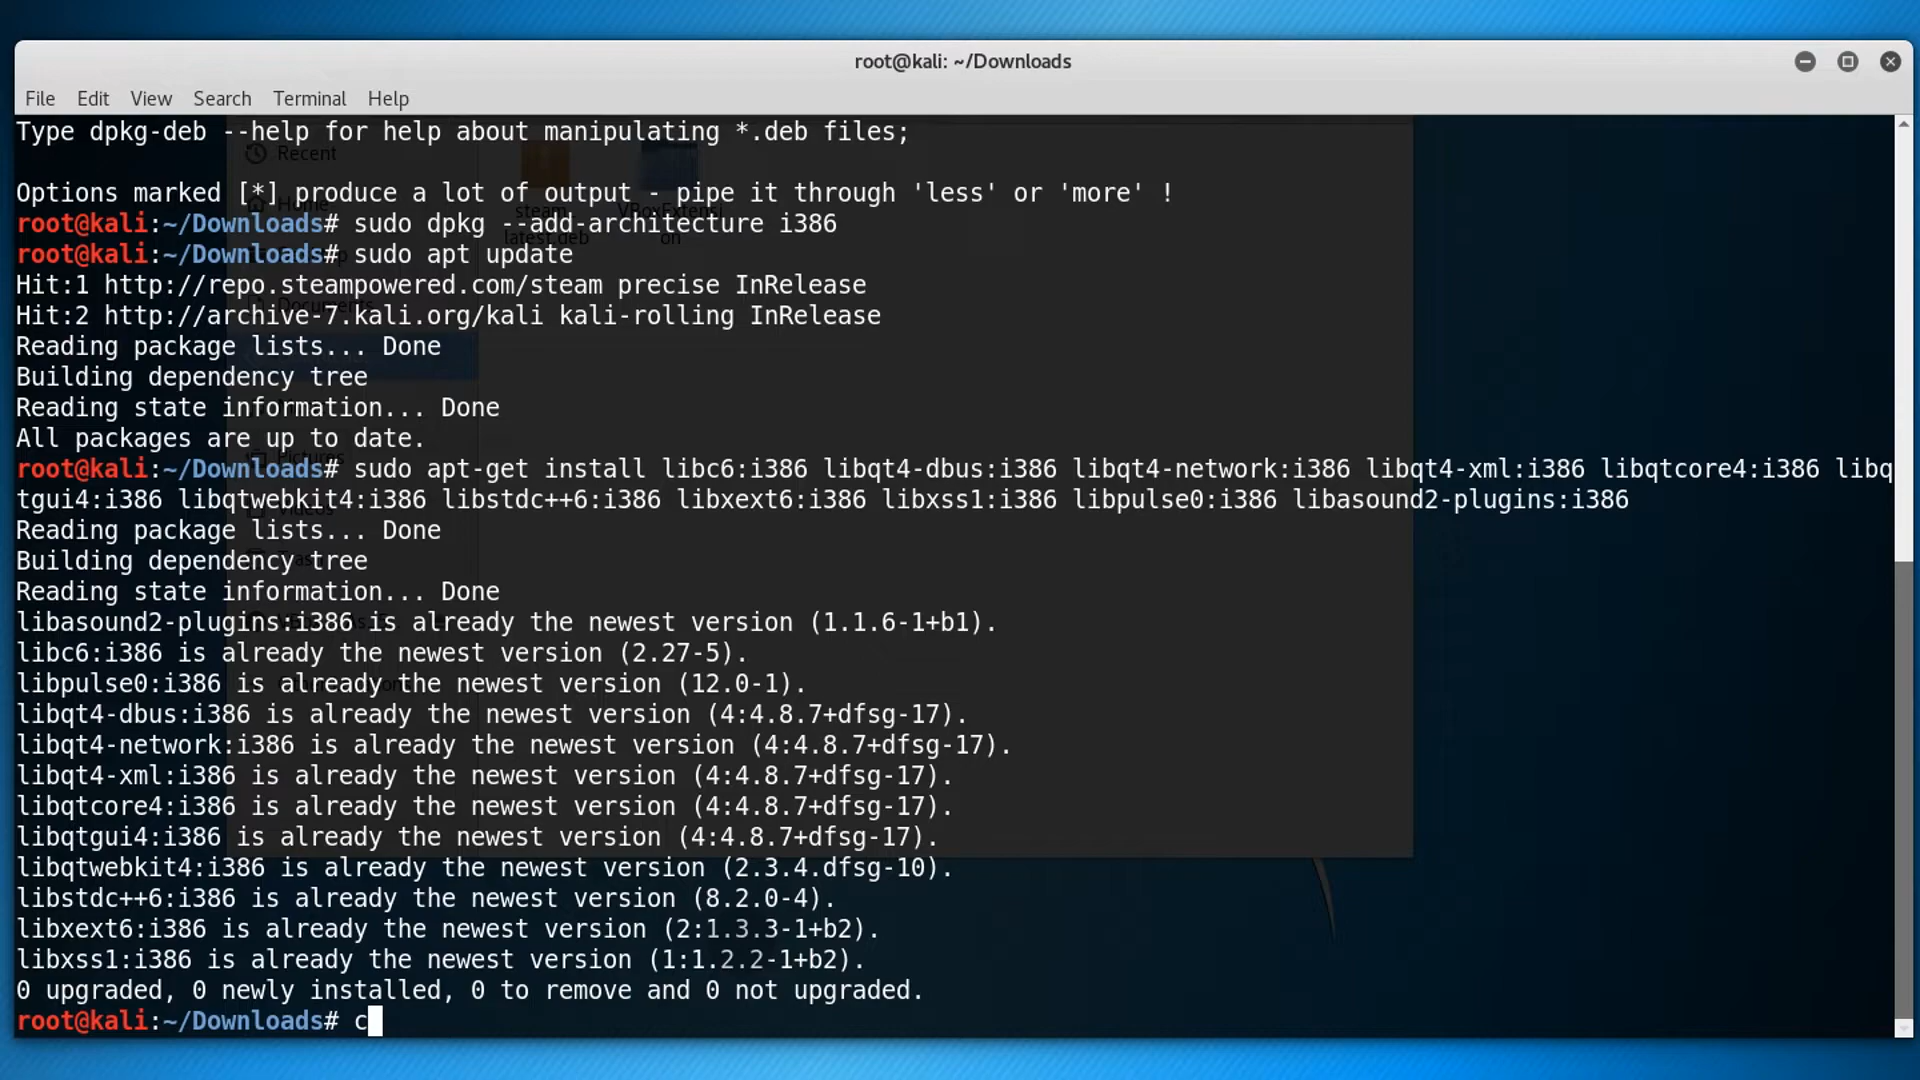 root@kali: ~/Downloads
File Edit View Search Terminal Help
Type dpkg-deb --help for help about manipulating *.deb files;
Options marked [*] produce a lot of output - pipe it through 'less' or 'more' !
root@kali:~/Downloads# sudo dpkg --add-architecture i386
root@kali:~/Downloads# sudo apt update
Hit:1 http://repo.steampowered.com/steam precise InRelease
Hit:2 http://archive-7.kali.org/kali kali-rolling InRelease
Reading package lists... Done
Building dependency tree
Reading state information... Done
All packages are up to date.
root@kali:~/Downloads# sudo apt-get install libc6:i386 libqt4-dbus:i386 libqt4-network:i386 libqt4-xml:i386 libqtcore4:i386 libq
tgui4:i386 libqtwebkit4:i386 libstdc++6:i386 libxext6:i386 libxss1:i386 libpulse0:i386 libasound2-plugins:i386
Reading package lists... Done
Building dependency tree
Reading state information... Done
libasound2-plugins:i386 is already the newest version (1.1.6-1+b1).
libc6:i386 is already the newest version (2.27-5).
libpulse0:i386 is already the newest version (12.0-1).
libqt4-dbus:i386 is already the newest version (4:4.8.7+dfsg-17).
libqt4-network:i386 is already the newest version (4:4.8.7+dfsg-17).
libqt4-xml:i386 is already the newest version (4:4.8.7+dfsg-17).
libqtcore4:i386 is already the newest version (4:4.8.7+dfsg-17).
libqtgui4:i386 is already the newest version (4:4.8.7+dfsg-17).
libqtwebkit4:i386 is already the newest version (2.3.4.dfsg-10).
libstdc++6:i386 is already the newest version (8.2.0-4).
libxext6:i386 is already the newest version (2:1.3.3-1+b2).
libxss1:i386 is already the newest version (1:1.2.2-1+b2).
0 upgraded, 0 newly installed, 0 to remove and 0 not upgraded.
root@kali:~/Downloads# c
Recent
Home
Documents
Pictures
Videos
Trash
steam_
latest.deb
VBoxExtensi
on